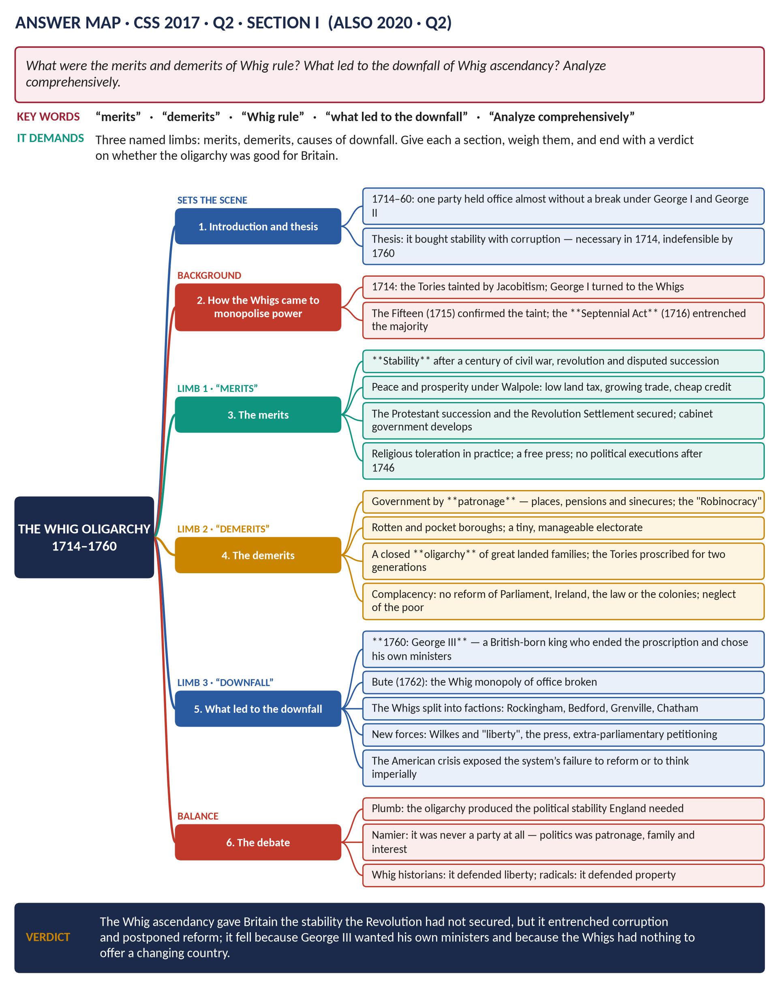 ANSWER MAP · CSS 2017 · Q2 · SECTION I (ALSO 2020 · Q2)
What were the merits and demerits of Whig rule? What led to the downfall of Whig ascendancy? Analyze
comprehensively.
KEY WORDS “merits” · “demerits” · “Whig rule” · “what led to the downfall” · “Analyze comprehensively”
IT DEMANDS Three named limbs: merits, demerits, causes of downfall. Give each a section, weigh them, and end with a verdict
on whether the oligarchy was good for Britain.
THE WHIG OLIGARCHY
1714–1760
SETS THE SCENE
1. Introduction and thesis
1714–60: one party held office almost without a break under George I and George
II
Thesis: it bought stability with corruption — necessary in 1714, indefensible by
1760
BACKGROUND
2. How the Whigs came to
monopolise power
1714: the Tories tainted by Jacobitism; George I turned to the Whigs
The Fifteen (1715) confirmed the taint; the **Septennial Act** (1716) entrenched
the majority
LIMB 1 · “MERITS”
3. The merits
**Stability** after a century of civil war, revolution and disputed succession
Peace and prosperity under Walpole: low land tax, growing trade, cheap credit
The Protestant succession and the Revolution Settlement secured; cabinet
government develops
Religious toleration in practice; a free press; no political executions after
1746
LIMB 2 · “DEMERITS”
4. The demerits
Government by **patronage** — places, pensions and sinecures; the "Robinocracy"
Rotten and pocket boroughs; a tiny, manageable electorate
A closed **oligarchy** of great landed families; the Tories proscribed for two
generations
Complacency: no reform of Parliament, Ireland, the law or the colonies; neglect
of the poor
LIMB 3 · “DOWNFALL”
5. What led to the downfall
**1760: George III** — a British-born king who ended the proscription and chose
his own ministers
Bute (1762): the Whig monopoly of office broken
The Whigs split into factions: Rockingham, Bedford, Grenville, Chatham
New forces: Wilkes and "liberty", the press, extra-parliamentary petitioning
The American crisis exposed the system’s failure to reform or to think
imperially
BALANCE
6. The debate
Plumb: the oligarchy produced the political stability England needed
Namier: it was never a party at all — politics was patronage, family and
interest
Whig historians: it defended liberty; radicals: it defended property
VERDICT
The Whig ascendancy gave Britain the stability the Revolution had not secured, but it entrenched corruption
and postponed reform; it fell because George III wanted his own ministers and because the Whigs had nothing to
offer a changing country.